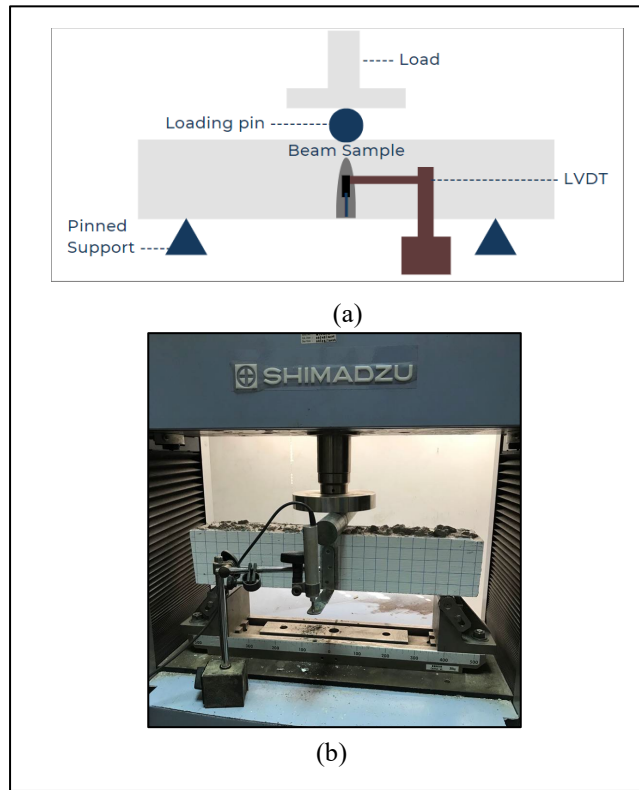 Load
Loading pin
Beam Sample
LVDT
Pinned
Support
(a)
SHIMADZU
(b)